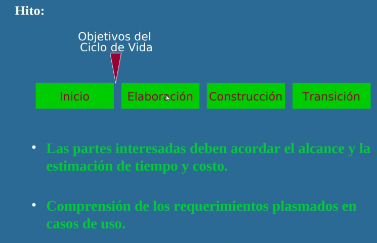 Hito:
Objetivos del
Ciclo de Vida
Inicio
Elaboración
Construcción
Transición
• Las partes interesadas deben acordar el alcance y la
estimación de tiempo y costo.
• Comprensión de los requerimientos plasmados en
casos de uso.